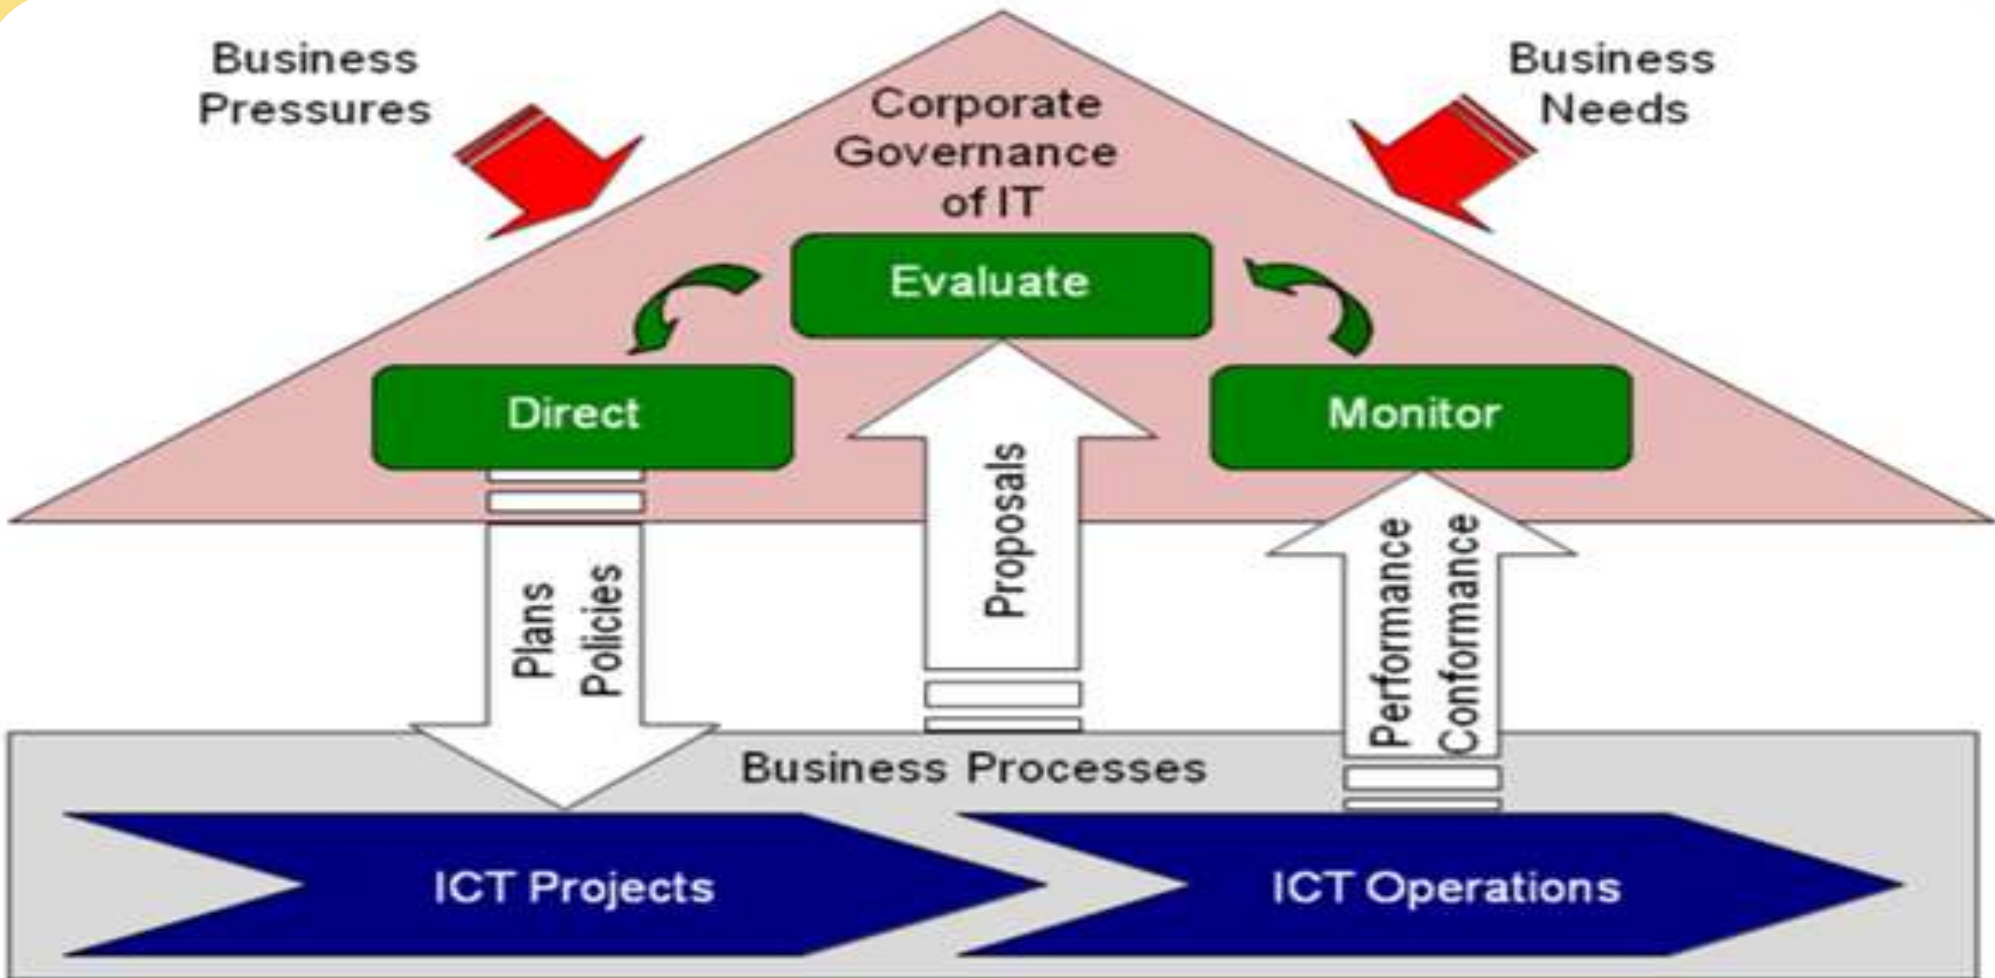 Business
Pressures
Business
Needs
Corporate
Governance
of IT
Evaluate
Direct
Monitor
Plans
Policies
Proposals
Performance
Conformance
Business Processes
ICT Projects
ICT Operations